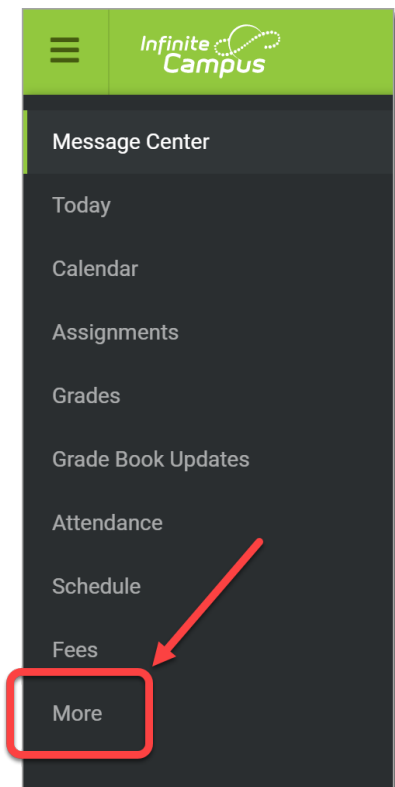 Infinite
Campus
Message Center
Today
Calendar
Assignments
Grades
Grade Book Updates
Attendance
Schedule
Fees
More